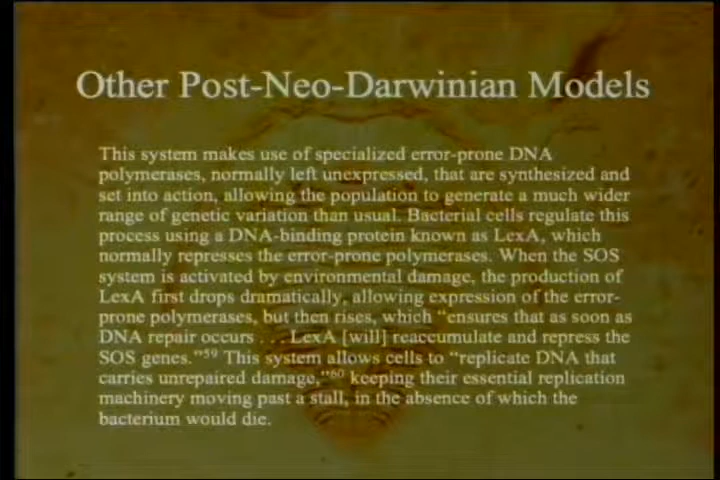 Other Post-Neo-Darwinian Models
This system makes use of specialized error-prone DNA
polymerases, normally left unexpressed, that are synthesized and
set into action, allowing the population to generate a much wider
range of genetic variation than usual. Bacterial cells regulate this
process using a DNA-binding protein known as LexA, which
normally represses the error-prone polymerases. When the SOS
system is activated by environmental damage, the production of
LexA first drops dramatically, allowing expression of the error-
prone polymerases, but then rises, which “ensures that as soon as
DNA repair occurs . . . LexA [will] reaccumulate and repress the
SOS genes.”59 This system allows cells to “replicate DNA that
carries unrepaired damage,”60 keeping their essential replication
machinery moving past a stall, in the absence of which the
bacterium would die.